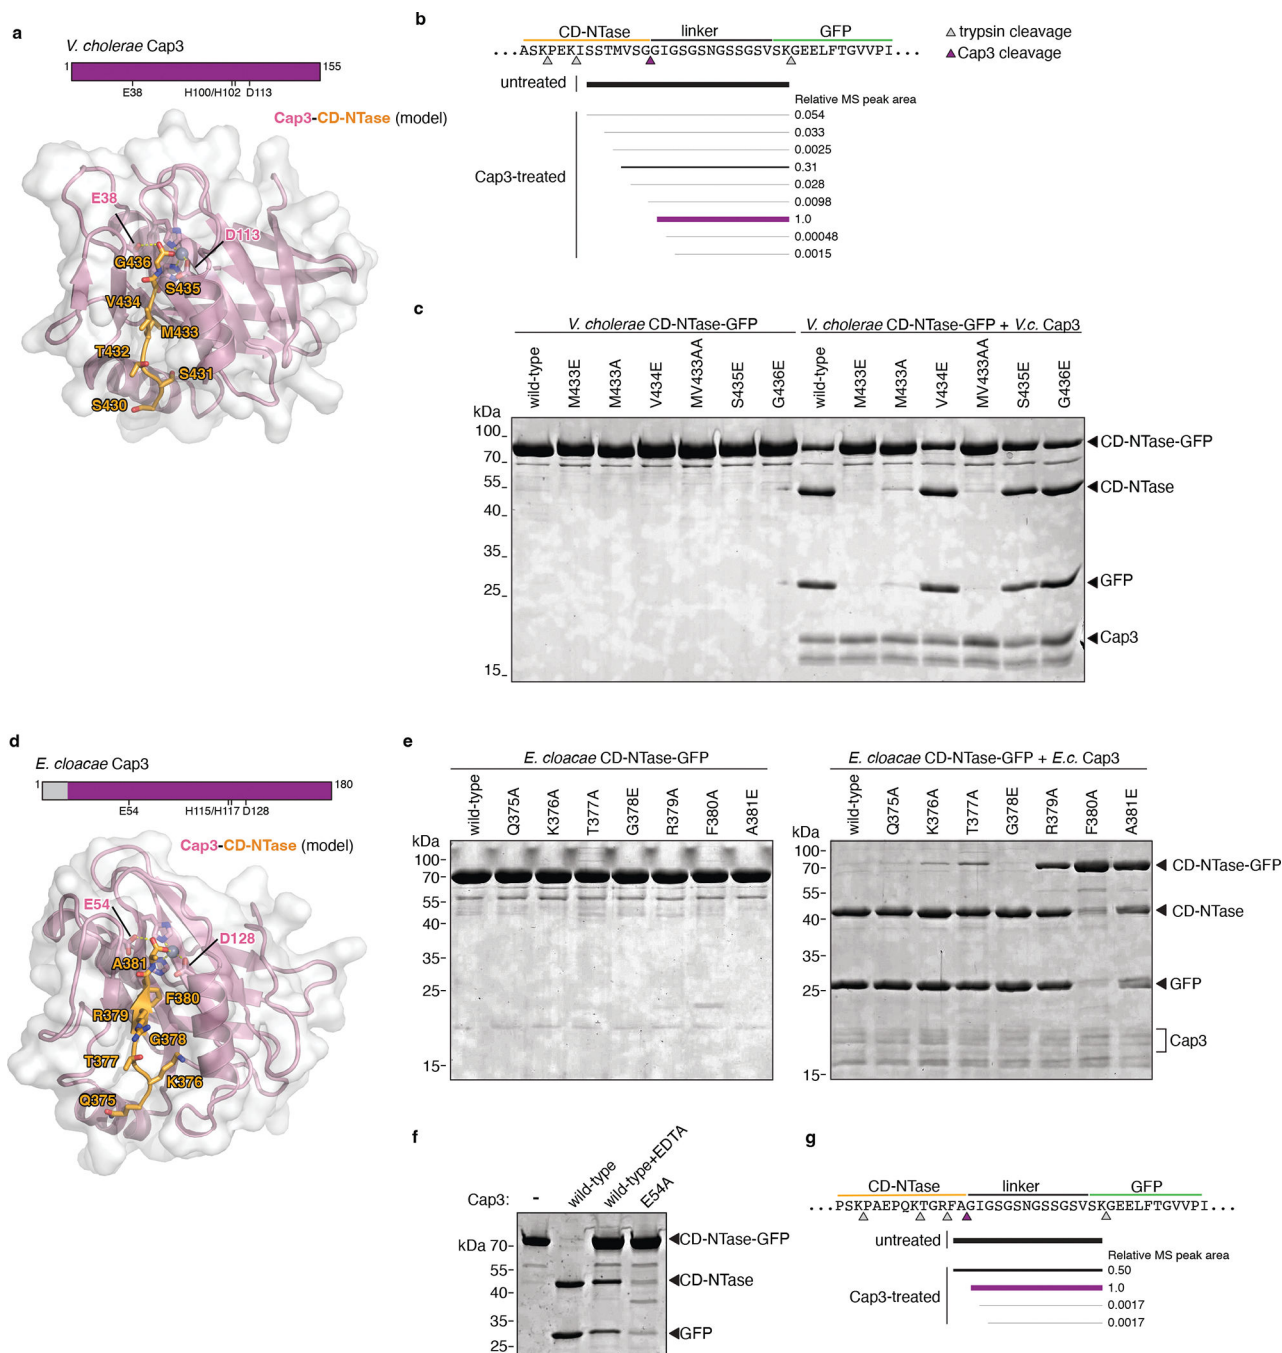 a
V. cholerae Cap3
1
155
E38
H100/H102
D113
Cap3-CD-NTase (model)
E38
D113
G436
S435
V434
M433
T432
S431
S430
b
CD-NTase
linker
GFP
...ASKPEKISSTMVSGGIGSGSNGSSGSVSKGEELFTGVVPI...
trypsin cleavage
Cap3 cleavage
untreated
Relative MS peak area
Cap3-treated
0.054
0.033
0.0025
0.31
0.028
0.0098
1.0
0.00048
0.0015
c
V. cholerae CD-NTase-GFP
V. cholerae CD-NTase-GFP + V.c. Cap3
wild-type
M433E
M433A
V434E
MV433AA
S435E
G436E
wild-type
M433E
M433A
V434E
MV433AA
S435E
G436E
kDa
100
70
55
40
35
25
15
CD-NTase-GFP
CD-NTase
GFP
Cap3
d
E. cloacae Cap3
1
180
E54
H115/H117
D128
Cap3-CD-NTase (model)
E54
D128
A381
F380
R379
G378
T377
K376
Q375
e
E. cloacae CD-NTase-GFP
wild-type
Q375A
K376A
T377A
G378E
R379A
F380A
A381E
kDa
100-
70-
55-
40-
35-
25-
15-
E. cloacae CD-NTase-GFP + E.c. Cap3
wild-type
Q375A
K376A
T377A
G378E
R379A
F380A
A381E
kDa
100-
70-
55-
40-
35-
25-
15-
CD-NTase-GFP
CD-NTase
GFP
Cap3
f
Cap3:
-
wild-type
wild-type+EDTA
E54A
kDa 70-
55-
40-
35-
25-
CD-NTase-GFP
CD-NTase
GFP
g
CD-NTase
linker
GFP
...PSKPAEPQKTGRFAGIGSGSNGSSGSVSKGEELFTGVVPI...
untreated
Relative MS peak area
Cap3-treated
0.50
1.0
0.0017
0.0017